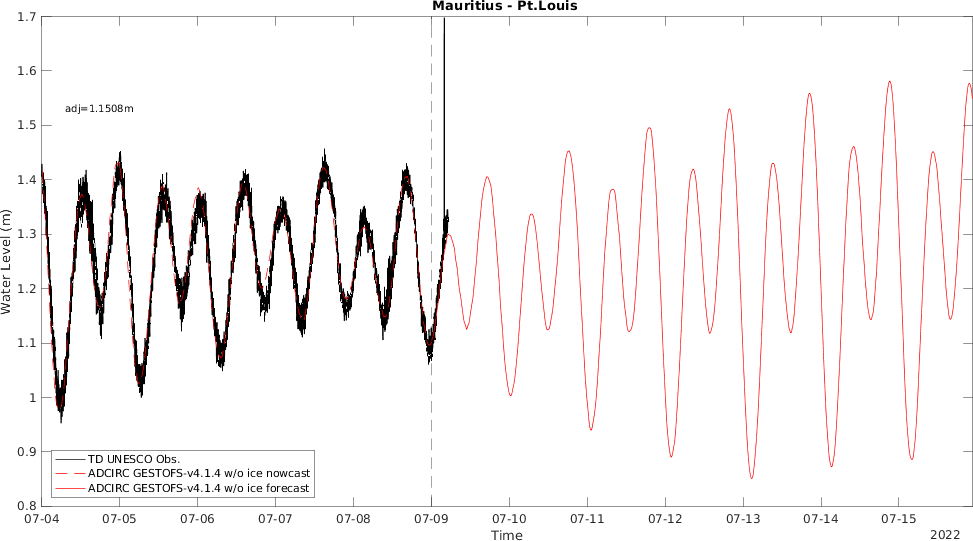 Mauritius - Pt.Louis
1.7
1.6
1.5
1.4
1.3
1.2
1.1
1
0.9
0.8
Water Level (m)
adj=1.1508m
TD UNESCO Obs.
ADCIRC GESTOFS-v4.1.4 w/o ice nowcast
ADCIRC GESTOFS-v4.1.4 w/o ice forecast
07-04 07-05 07-06 07-07 07-08 07-09 07-10 07-11 07-12 07-13 07-14 07-15
Time
2022